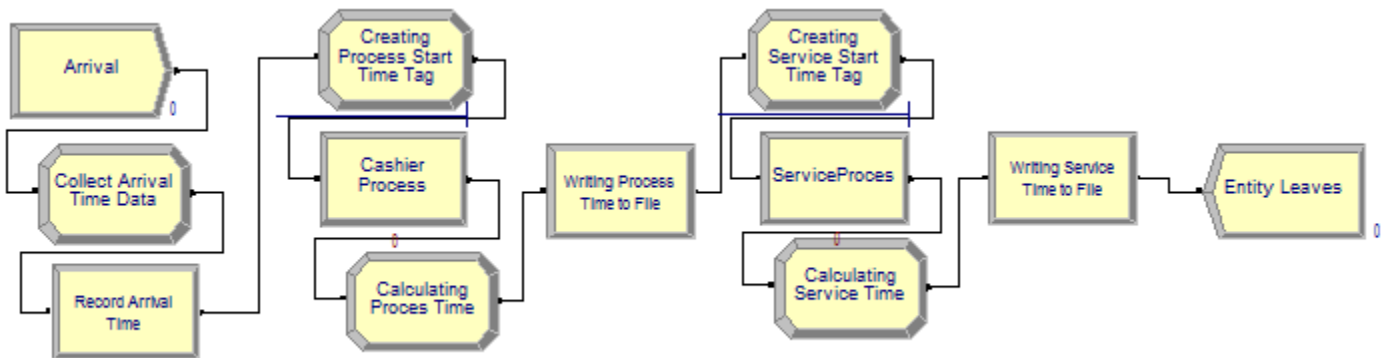 Arrival
0
Collect Arrival
Time Data
Record Arrival
Time
Creating
Process Start
Time Tag
Cashier
Process
0
Calculating
Proces Time
Writing Process
Time to File
Creating
Service Start
Time Tag
ServiceProces
0
Calculating
Service Time
Writing Service
Time to File
Entity Leaves
0